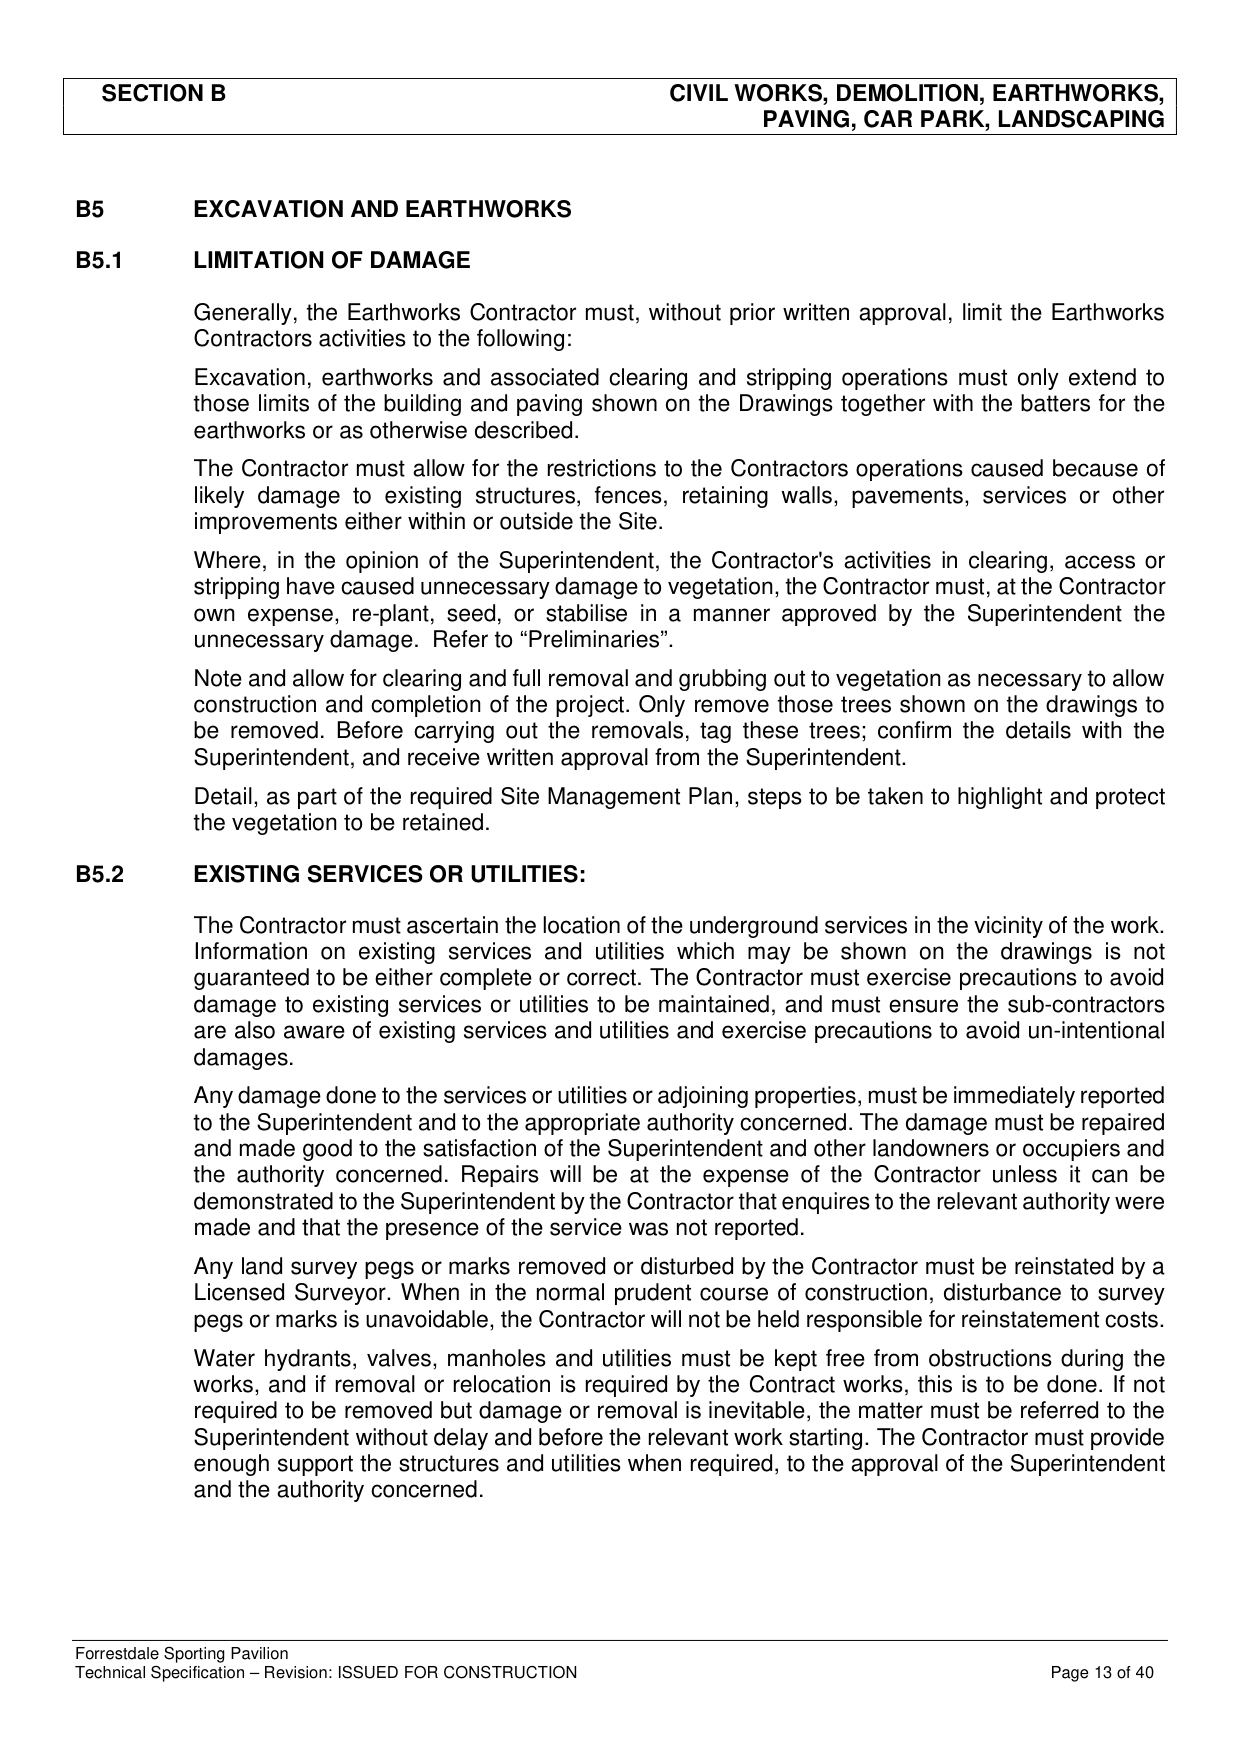 SECTION B
CIVIL WORKS, DEMOLITION, EARTHWORKS,
PAVING, CAR PARK, LANDSCAPING
B5 EXCAVATION AND EARTHWORKS
B5.1 LIMITATION OF DAMAGE
Generally, the Earthworks Contractor must, without prior written approval, limit the Earthworks
Contractors activities to the following:
Excavation, earthworks and associated clearing and stripping operations must only extend to
those limits of the building and paving shown on the Drawings together with the batters for the
earthworks or as otherwise described.
The Contractor must allow for the restrictions to the Contractors operations caused because of
likely damage to existing structures, fences, retaining walls, pavements, services or other
improvements either within or outside the Site.
Where, in the opinion of the Superintendent, the Contractor's activities in clearing, access or
stripping have caused unnecessary damage to vegetation, the Contractor must, at the Contractor
own expense, re-plant, seed, or stabilise in a manner approved by the Superintendent the
unnecessary damage.  Refer to “Preliminaries”.
Note and allow for clearing and full removal and grubbing out to vegetation as necessary to allow
construction and completion of the project. Only remove those trees shown on the drawings to
be removed. Before carrying out the removals, tag these trees; confirm the details with the
Superintendent, and receive written approval from the Superintendent.
Detail, as part of the required Site Management Plan, steps to be taken to highlight and protect
the vegetation to be retained.
B5.2 EXISTING SERVICES OR UTILITIES:
The Contractor must ascertain the location of the underground services in the vicinity of the work.
Information on existing services and utilities which may be shown on the drawings is not
guaranteed to be either complete or correct. The Contractor must exercise precautions to avoid
damage to existing services or utilities to be maintained, and must ensure the sub-contractors
are also aware of existing services and utilities and exercise precautions to avoid un-intentional
damages.
Any damage done to the services or utilities or adjoining properties, must be immediately reported
to the Superintendent and to the appropriate authority concerned. The damage must be repaired
and made good to the satisfaction of the Superintendent and other landowners or occupiers and
the authority concerned. Repairs will be at the expense of the Contractor unless it can be
demonstrated to the Superintendent by the Contractor that enquires to the relevant authority were
made and that the presence of the service was not reported.
Any land survey pegs or marks removed or disturbed by the Contractor must be reinstated by a
Licensed Surveyor. When in the normal prudent course of construction, disturbance to survey
pegs or marks is unavoidable, the Contractor will not be held responsible for reinstatement costs.
Water hydrants, valves, manholes and utilities must be kept free from obstructions during the
works, and if removal or relocation is required by the Contract works, this is to be done. If not
required to be removed but damage or removal is inevitable, the matter must be referred to the
Superintendent without delay and before the relevant work starting. The Contractor must provide
enough support the structures and utilities when required, to the approval of the Superintendent
and the authority concerned.
Forrestdale Sporting Pavilion
Technical Specification – Revision: ISSUED FOR CONSTRUCTION Page 13 of 40